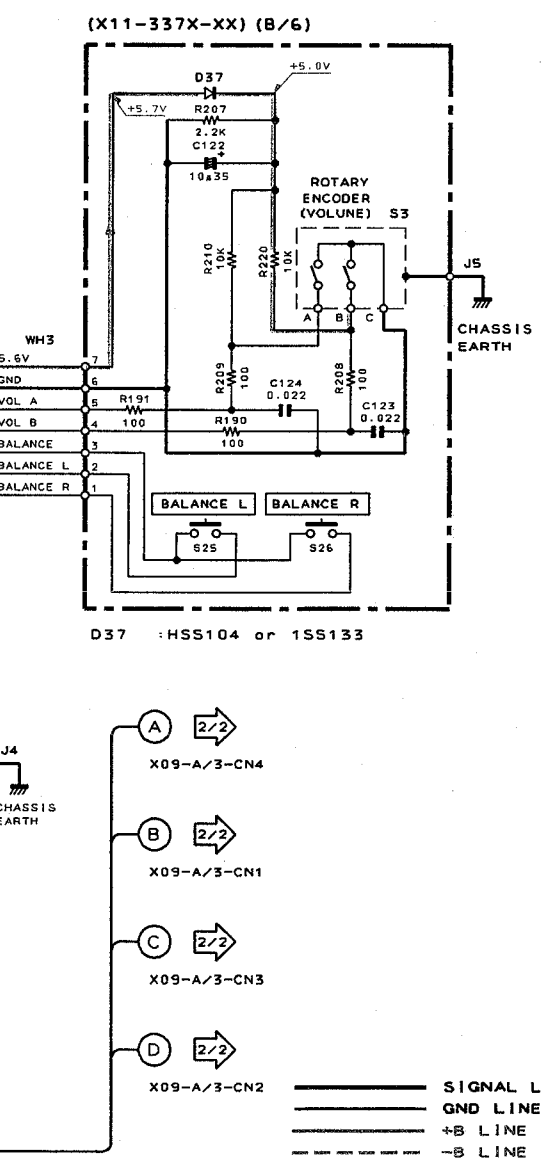 (X11-337X-XX)(B/6)
D37
+5.0V
+5.7V
R207
2.2K
C122
+
10μ35
ROTARY
ENCODER
(VOLUNE) S3
R210
10K
R220
10K
J5
A B C
CHASSIS
EARTH
WH3
5.6V 7
GND 6
VOL A 5
VOL B 4
BALANCE 3
BALANCE L 2
BALANCE R 1
R209
100
R208
100
C124
0.022
C123
0.022
R191
100
R190
100
BALANCE L BALANCE R
S25 S26
D37 :HSS104 or 1SS133
A 2/2
X09-A/3-CN4
J4
CHASSIS
EARTH
B 2/2
X09-A/3-CN1
C 2/2
X09-A/3-CN3
D 2/2
X09-A/3-CN2
SIGNAL L
GND LINE
+B LINE
-B LINE